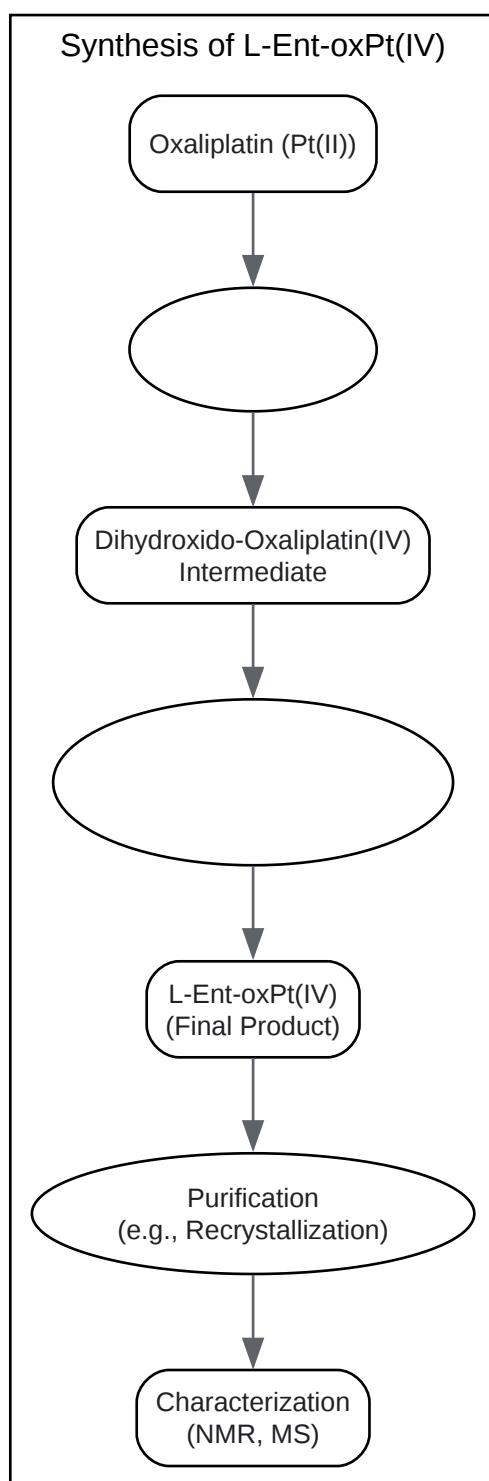 Synthesis of L-Ent-oxPt(IV)
Oxaliplatin (Pt(II))
Dihydroxido-Oxaliplatin(IV)
Intermediate
L-Ent-oxPt(IV)
(Final Product)
Purification
(e.g., Recrystallization)
Characterization
(NMR, MS)